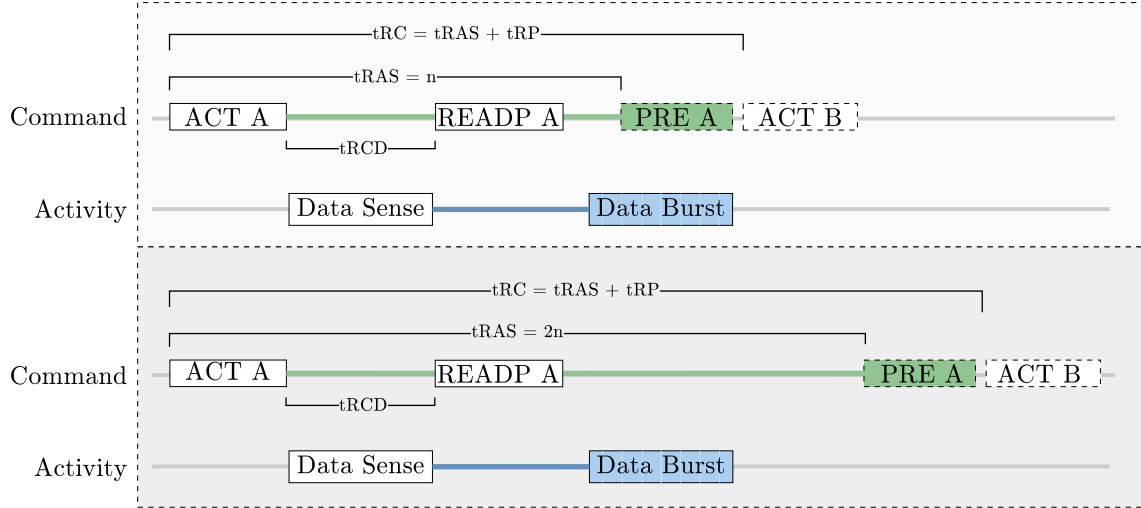 tRC = tRAS + tRP
tRAS = n
Command ACT A READP A PRE A ACT B
tRCD
Activity Data Sense Data Burst
tRC = tRAS + tRP
tRAS = 2n
Command ACT A READP A PRE A ACT B
tRCD
Activity Data Sense Data Burst